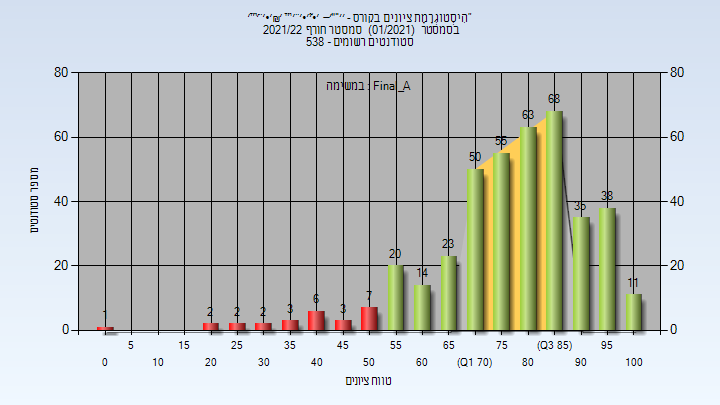 "היסטוגרמת ציונים בקורס -
בסמסטר (01/2021) סמסטר חורף 2021/22
סטודנטים רשומים - 538
במשימה : Final_A
מספר סטודנטים
80 80
60 60
40 40
20 20
0 0
1 2 2 2 3 6 3 7 20 14 23 50 55 63 68 35 38 11
5 15 25 35 45 55 65 75 (Q3 85) 95
0 10 20 30 40 50 60 (Q1 70) 80 90 100
טווח ציונים